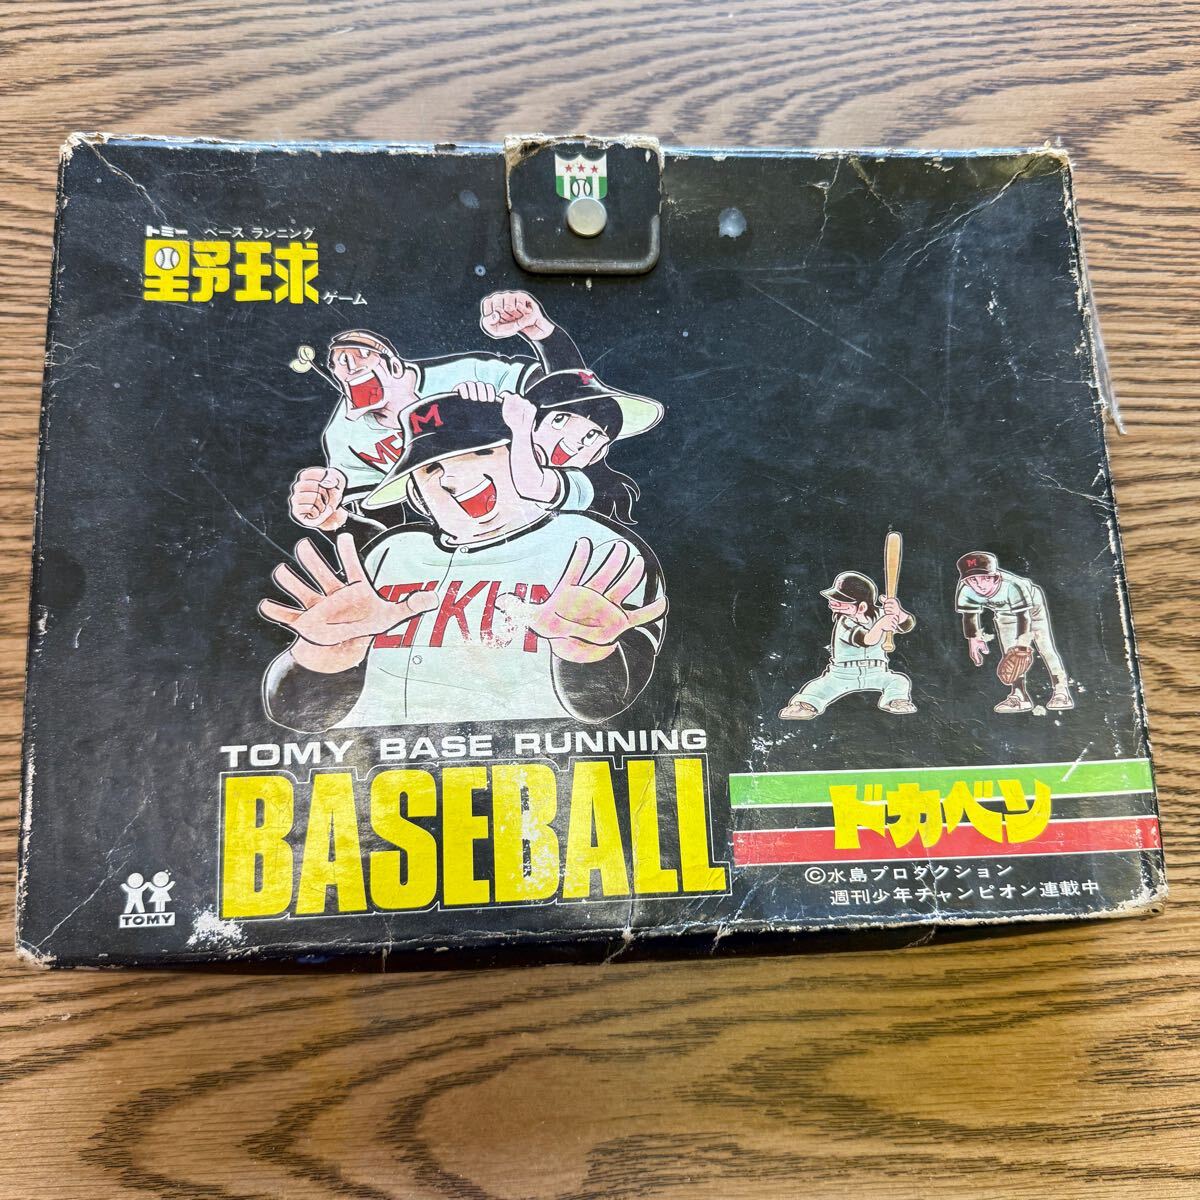 トミー ベース ランニング
野球ゲーム
M
ME
M
MEIKUN
TOMY BASE RUNNING
BASEBALL
TOMY
M
ドカベン
©水島プロダクション
週刊少年チャンピオン連載中